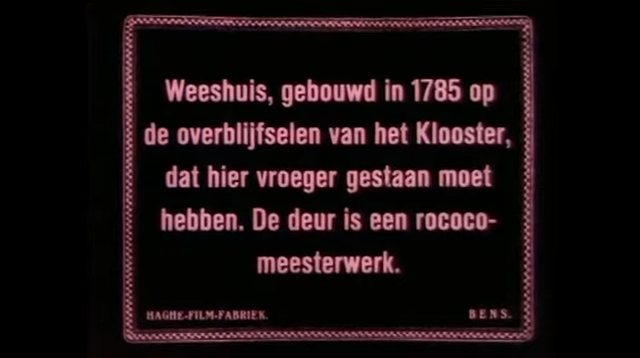 Weeshuis, gebouwd in 1785 op
de overblijfselen van het Klooster,
dat hier vroeger gestaan moet
hebben. De deur is een rococo-
meesterwerk.
HAGHE-FILM-FABRIEK. BENS.